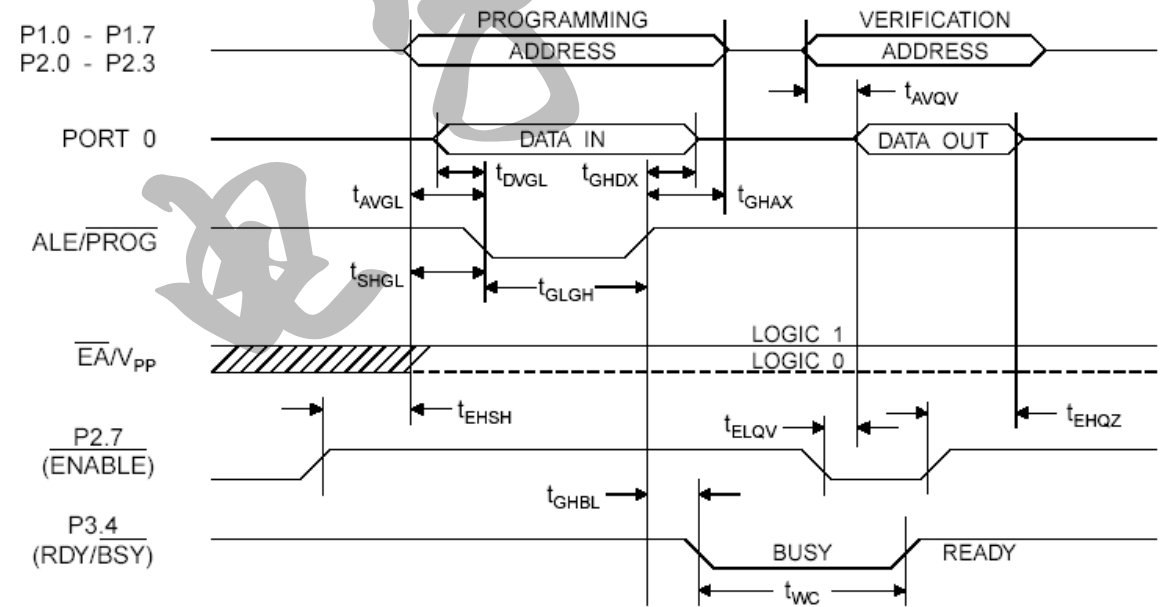 PROGRAMMING VERIFICATION
P1.0 - P1.7
P2.0 - P2.3
ADDRESS ADDRESS
tAVQV
PORT 0 DATA IN DATA OUT
tDVGL tGHDX
tAVGL tGHAX
ALE/PROG
tSHGL tGLGH
LOGIC 1
EA/VPP LOGIC 0
tEHSH tELQV tEHQZ
P2.7
(ENABLE)
tGHBL
P3.4
(RDY/BSY) BUSY READY
tWC